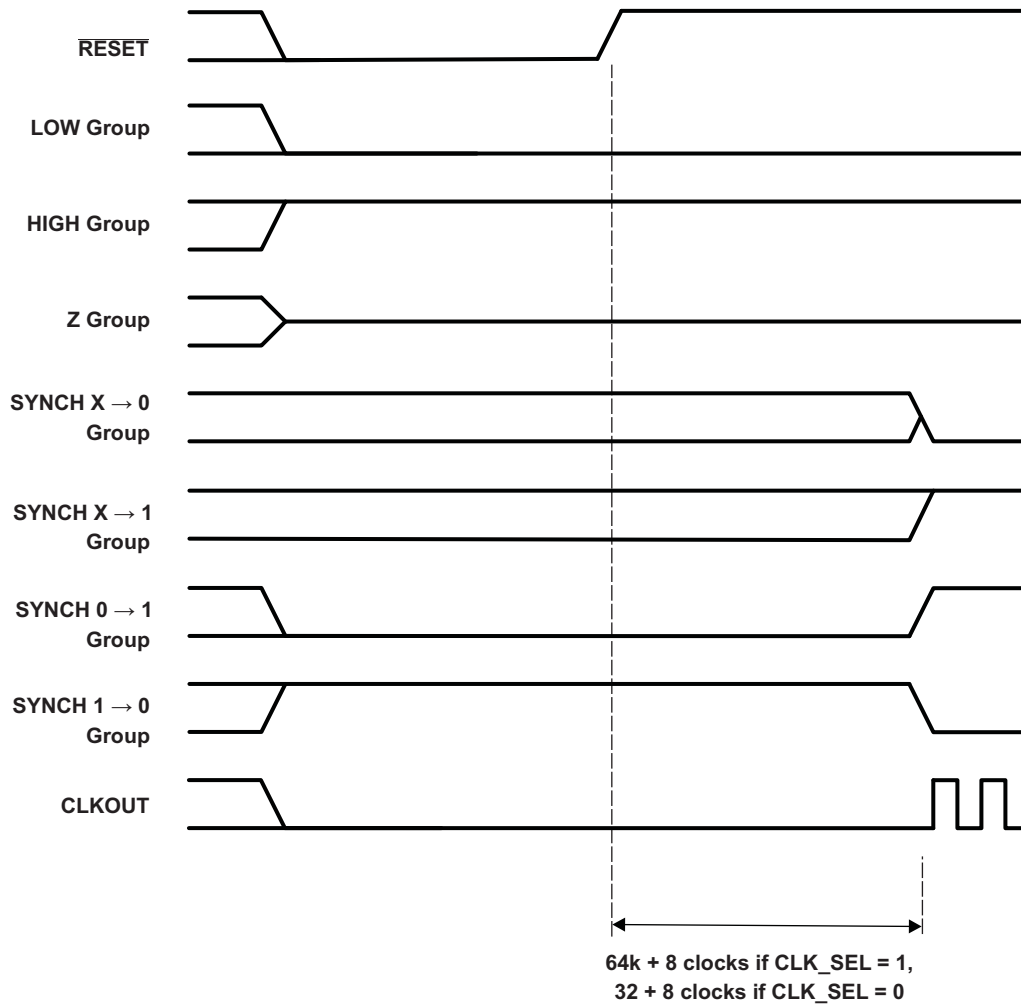 RESET
LOW Group
HIGH Group
Z Group
SYNCH X → 0
Group
SYNCH X → 1
Group
SYNCH 0 → 1
Group
SYNCH 1 → 0
Group
CLKOUT
64k + 8 clocks if CLK_SEL = 1,
32 + 8 clocks if CLK_SEL = 0